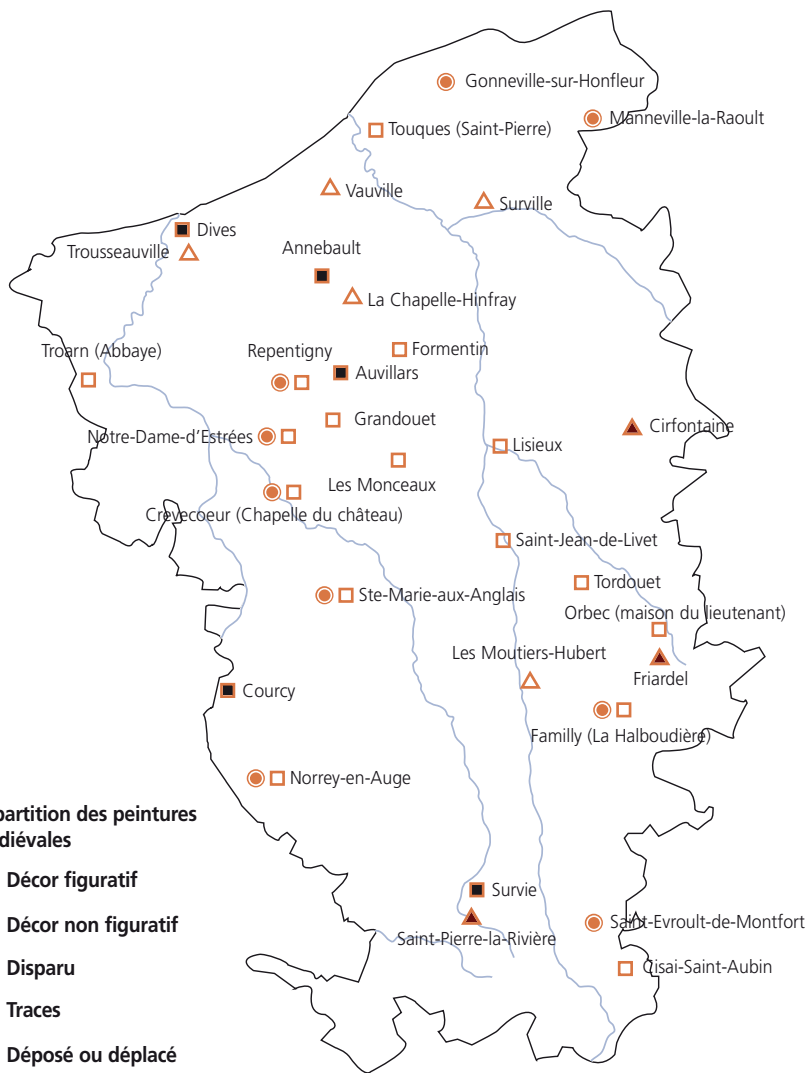 Gonneville-sur-Honfleur
Manneville-la-Raoult
Touques (Saint-Pierre)
Vauville
Surville
Dives
Trousseauville
Annebault
La Chapelle-Hinfray
Troarn (Abbaye)
Repentigny
Formentin
Auvillars
Grandouet
Cirfontaine
Notre-Dame-d'Estrées
Lisieux
Les Monceaux
Crevecoeur (Chapelle du château)
Saint-Jean-de-Livet
Tordouet
Ste-Marie-aux-Anglais
Orbec (maison du lieutenant)
Les Moutiers-Hubert
Friardel
Courcy
Familly (La Halboudière)
Norrey-en-Auge
partition des peintures
diévales
Décor figuratif
Survie
Décor non figuratif
Saint-Evroult-de-Montfort
Saint-Pierre-la-Rivière
Disparu
Cisai-Saint-Aubin
Traces
Déposé ou déplacé